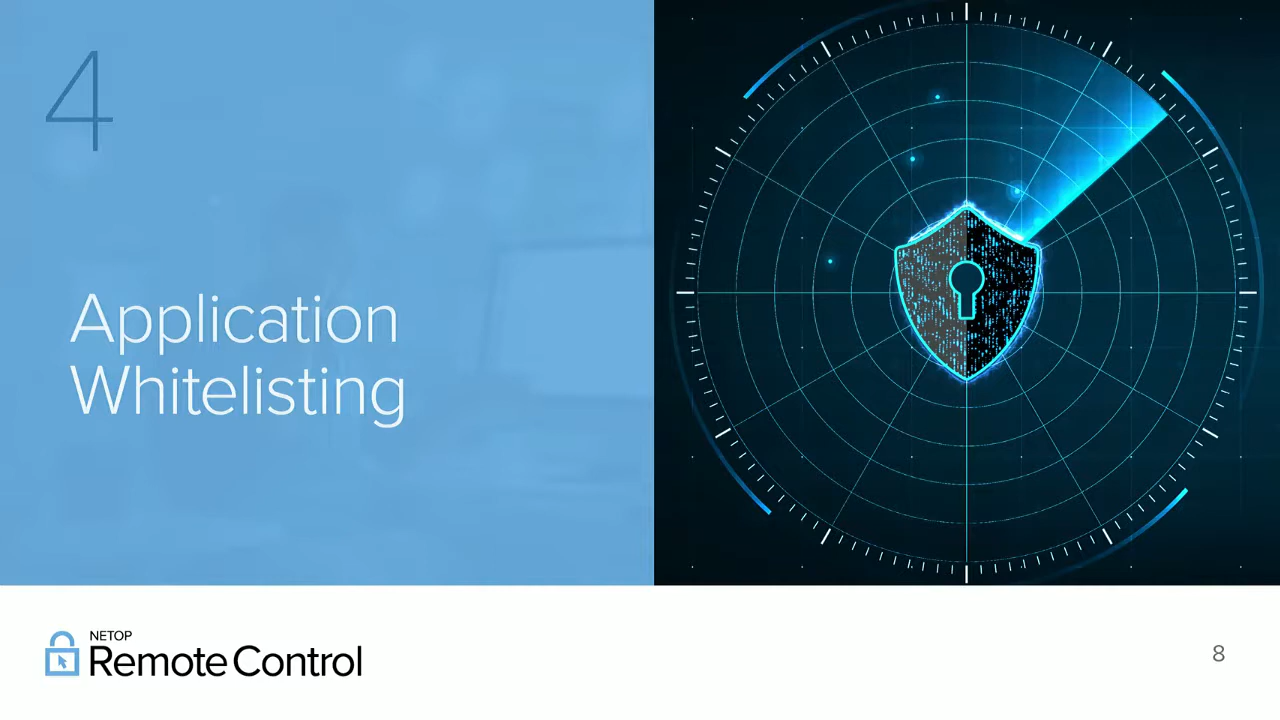 4
Application
Whitelisting
NETOP
Remote Control
8